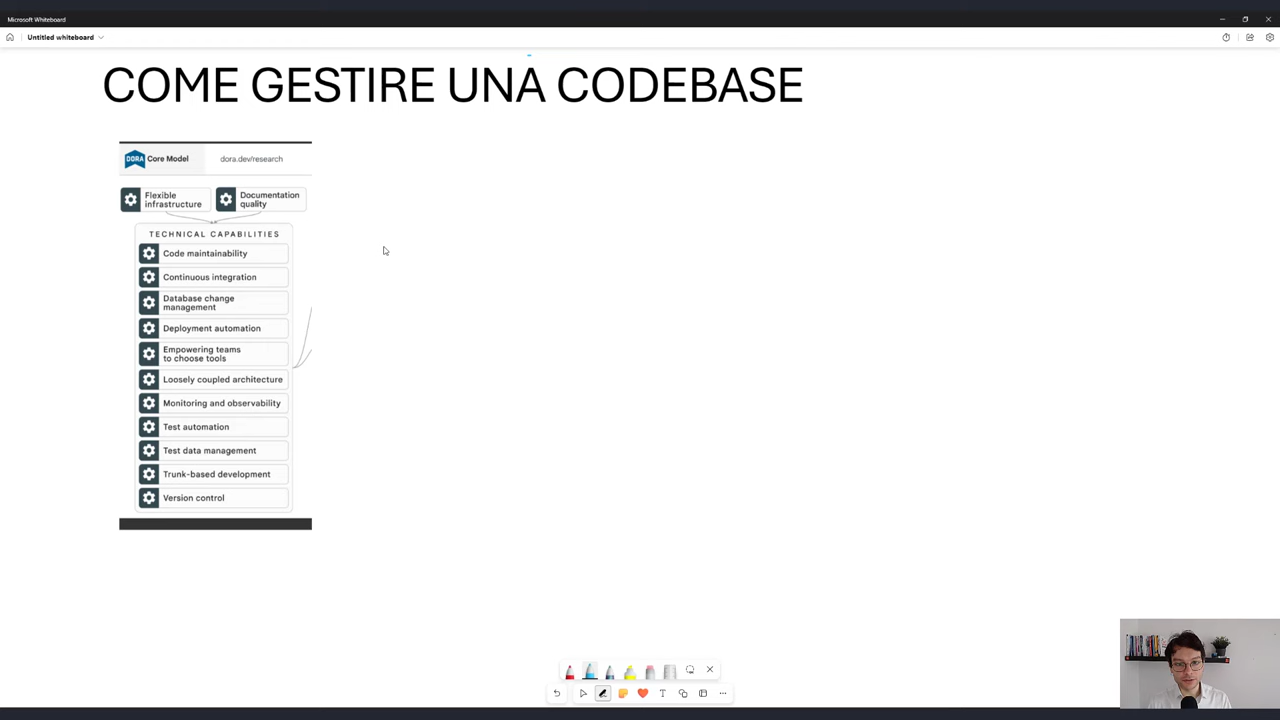 Microsoft Whiteboard
Untitled whiteboard
COME GESTIRE UNA CODEBASE
DORA Core Model
dora.dev/research
Flexible
infrastructure
Documentation
quality
TECHNICAL CAPABILITIES
Code maintainability
Continuous integration
Database change
management
Deployment automation
Empowering teams
to choose tools
Loosely coupled architecture
Monitoring and observability
Test automation
Test data management
Trunk-based development
Version control